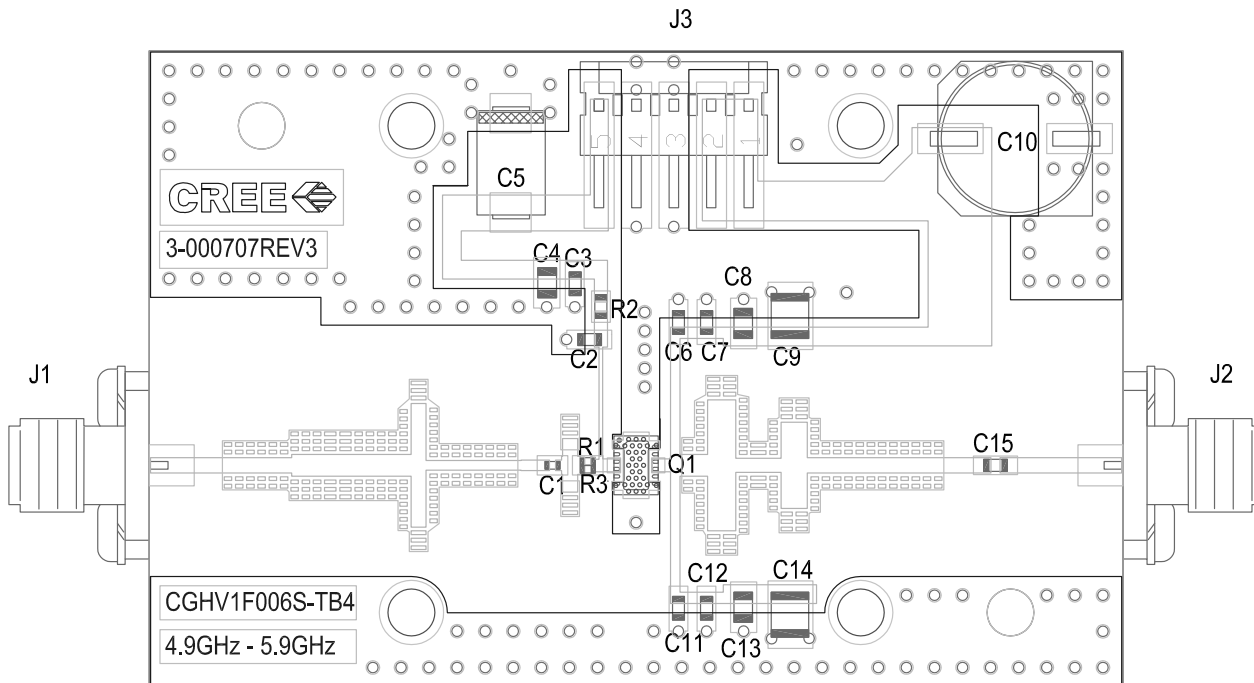 J3
5 4 3 2 1
C10
C5
CREE
3-000707REV3
C4 C3
C8
R2
C2
C6 C7
C9
J1
J2
R1
C15
Q1
C1 R3
C12 C14
CGHV1F006S-TB4
4.9GHz - 5.9GHz
C11 C13